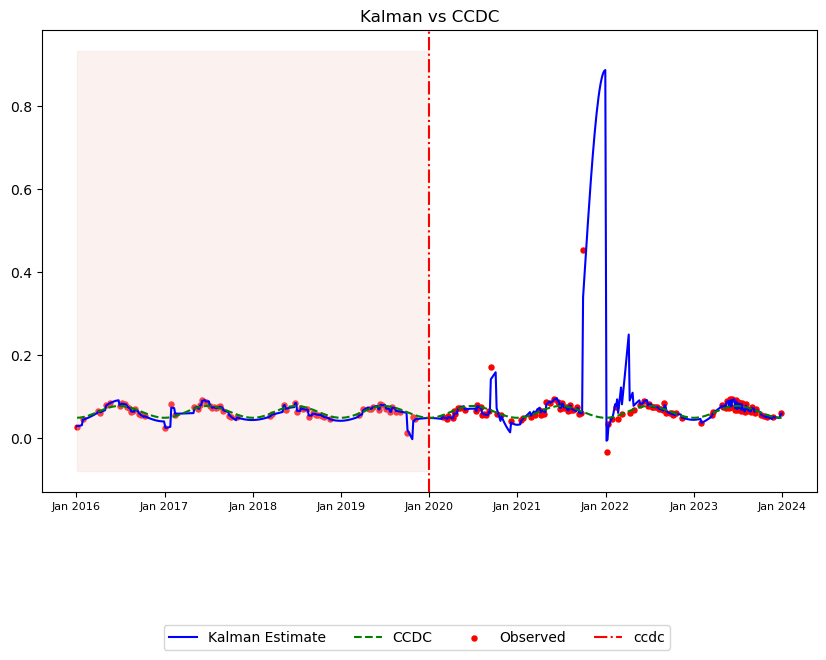 Kalman vs CCDC
0.8
0.6
0.4
0.2
0.0
Jan 2016 Jan 2017 Jan 2018 Jan 2019 Jan 2020 Jan 2021 Jan 2022 Jan 2023 Jan 2024
Kalman Estimate CCDC Observed ccdc